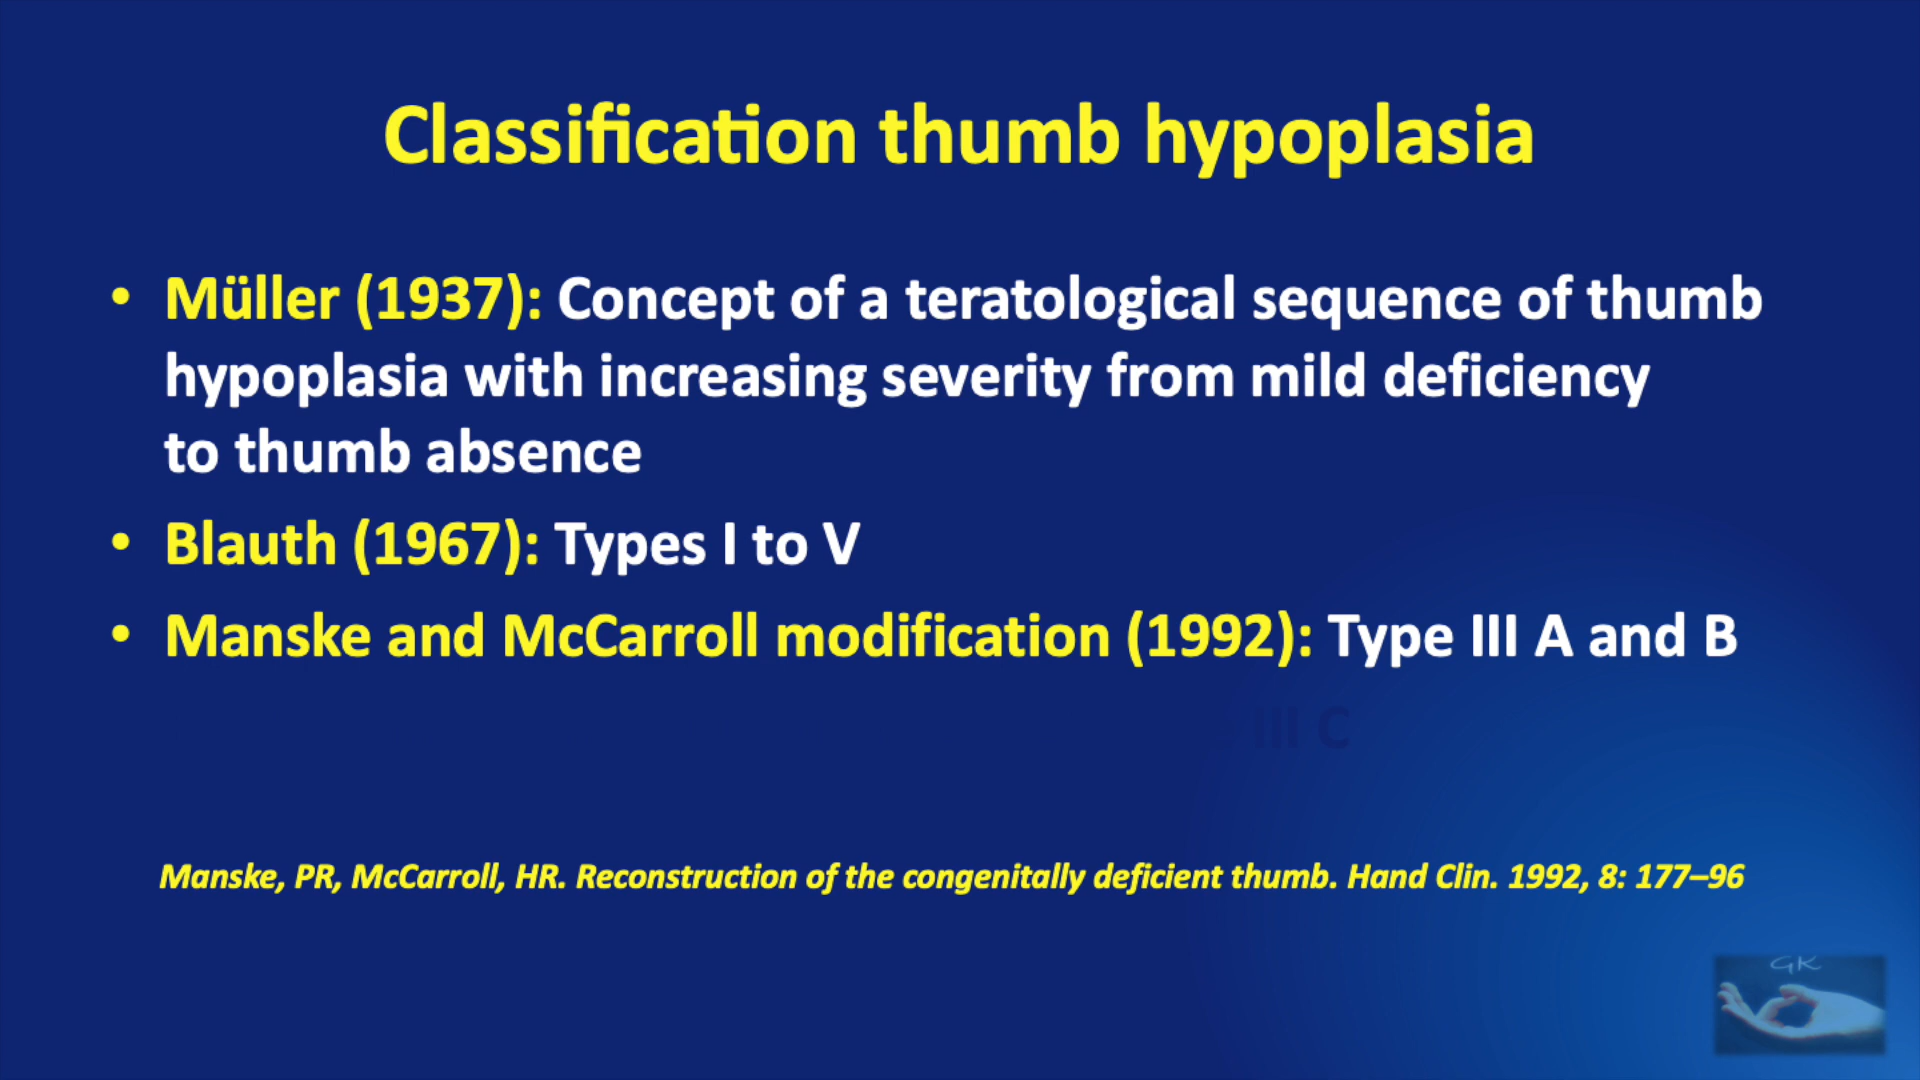 Classification thumb hypoplasia
• Müller (1937): Concept of a teratological sequence of thumb
hypoplasia with increasing severity from mild deficiency
to thumb absence
• Blauth (1967): Types I to V
• Manske and McCarroll modification (1992): Type III A and B
III C
Manske, PR, McCarroll, HR. Reconstruction of the congenitally deficient thumb. Hand Clin. 1992, 8: 177–96
GK